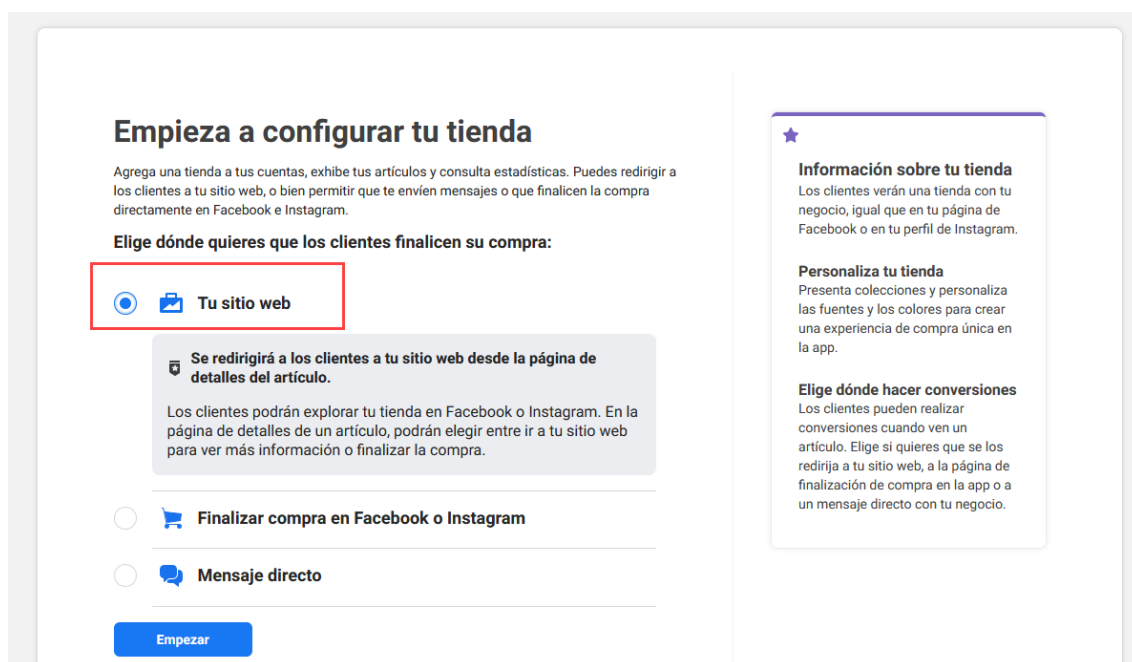 Empieza a configurar tu tienda
Agrega una tienda a tus cuentas, exhibe tus artículos y consulta estadísticas. Puedes redirigir a
los clientes a tu sitio web, o bien permitir que te envíen mensajes o que finalicen la compra
directamente en Facebook e Instagram.
Elige dónde quieres que los clientes finalicen su compra:
Tu sitio web
Se redirigirá a los clientes a tu sitio web desde la página de
detalles del artículo.
Los clientes podrán explorar tu tienda en Facebook o Instagram. En la
página de detalles de un artículo, podrán elegir entre ir a tu sitio web
para ver más información o finalizar la compra.
Finalizar compra en Facebook o Instagram
Mensaje directo
Empezar
Información sobre tu tienda
Los clientes verán una tienda con tu
negocio, igual que en tu página de
Facebook o en tu perfil de Instagram.
Personaliza tu tienda
Presenta colecciones y personaliza
las fuentes y los colores para crear
una experiencia de compra única en
la app.
Elige dónde hacer conversiones
Los clientes pueden realizar
conversiones cuando ven un
artículo. Elige si quieres que se los
redirija a tu sitio web, a la página de
finalización de compra en la app o a
un mensaje directo con tu negocio.